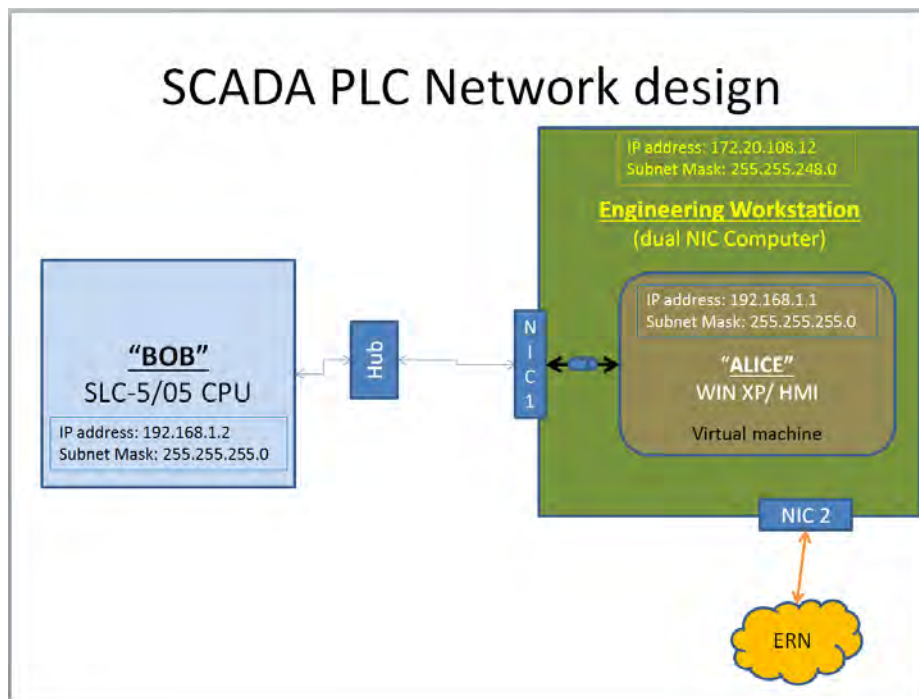 SCADA PLC Network design
IP address: 172.20.108.12
Subnet Mask: 255.255.248.0
Engineering Workstation
(dual NIC Computer)
IP address: 192.168.1.1
Subnet Mask: 255.255.255.0
"ALICE"
WIN XP/ HMI
Virtual machine
NIC1
Hub
"BOB"
SLC-5/05 CPU
IP address: 192.168.1.2
Subnet Mask: 255.255.255.0
NIC 2
ERN